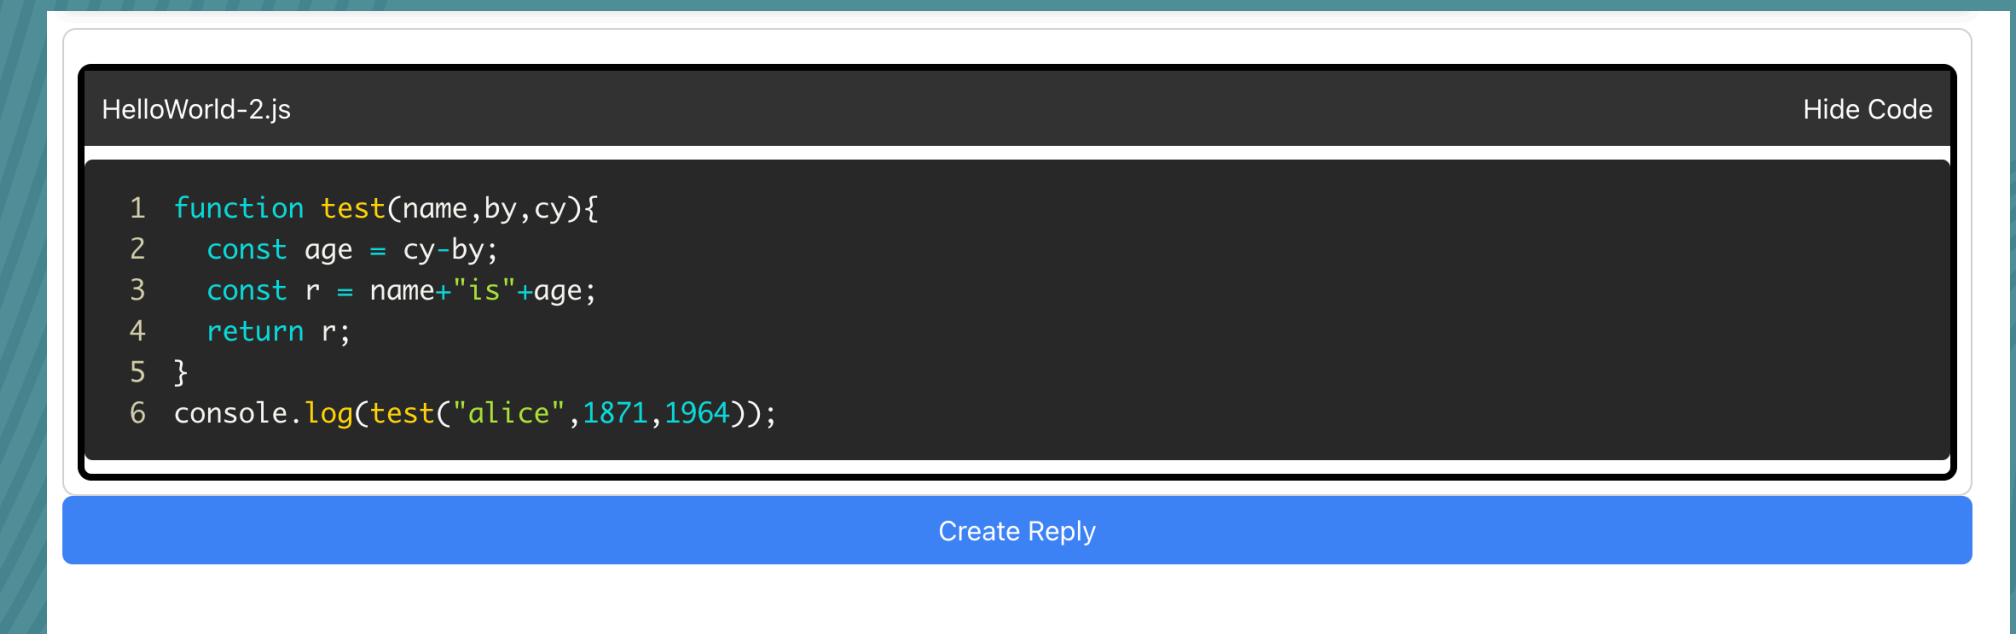 HelloWorld-2.js
Hide Code
1 function test(name,by,cy){
2   const age = cy-by;
3   const r = name+"is"+age;
4   return r;
5 }
6 console.log(test("alice",1871,1964));
Create Reply